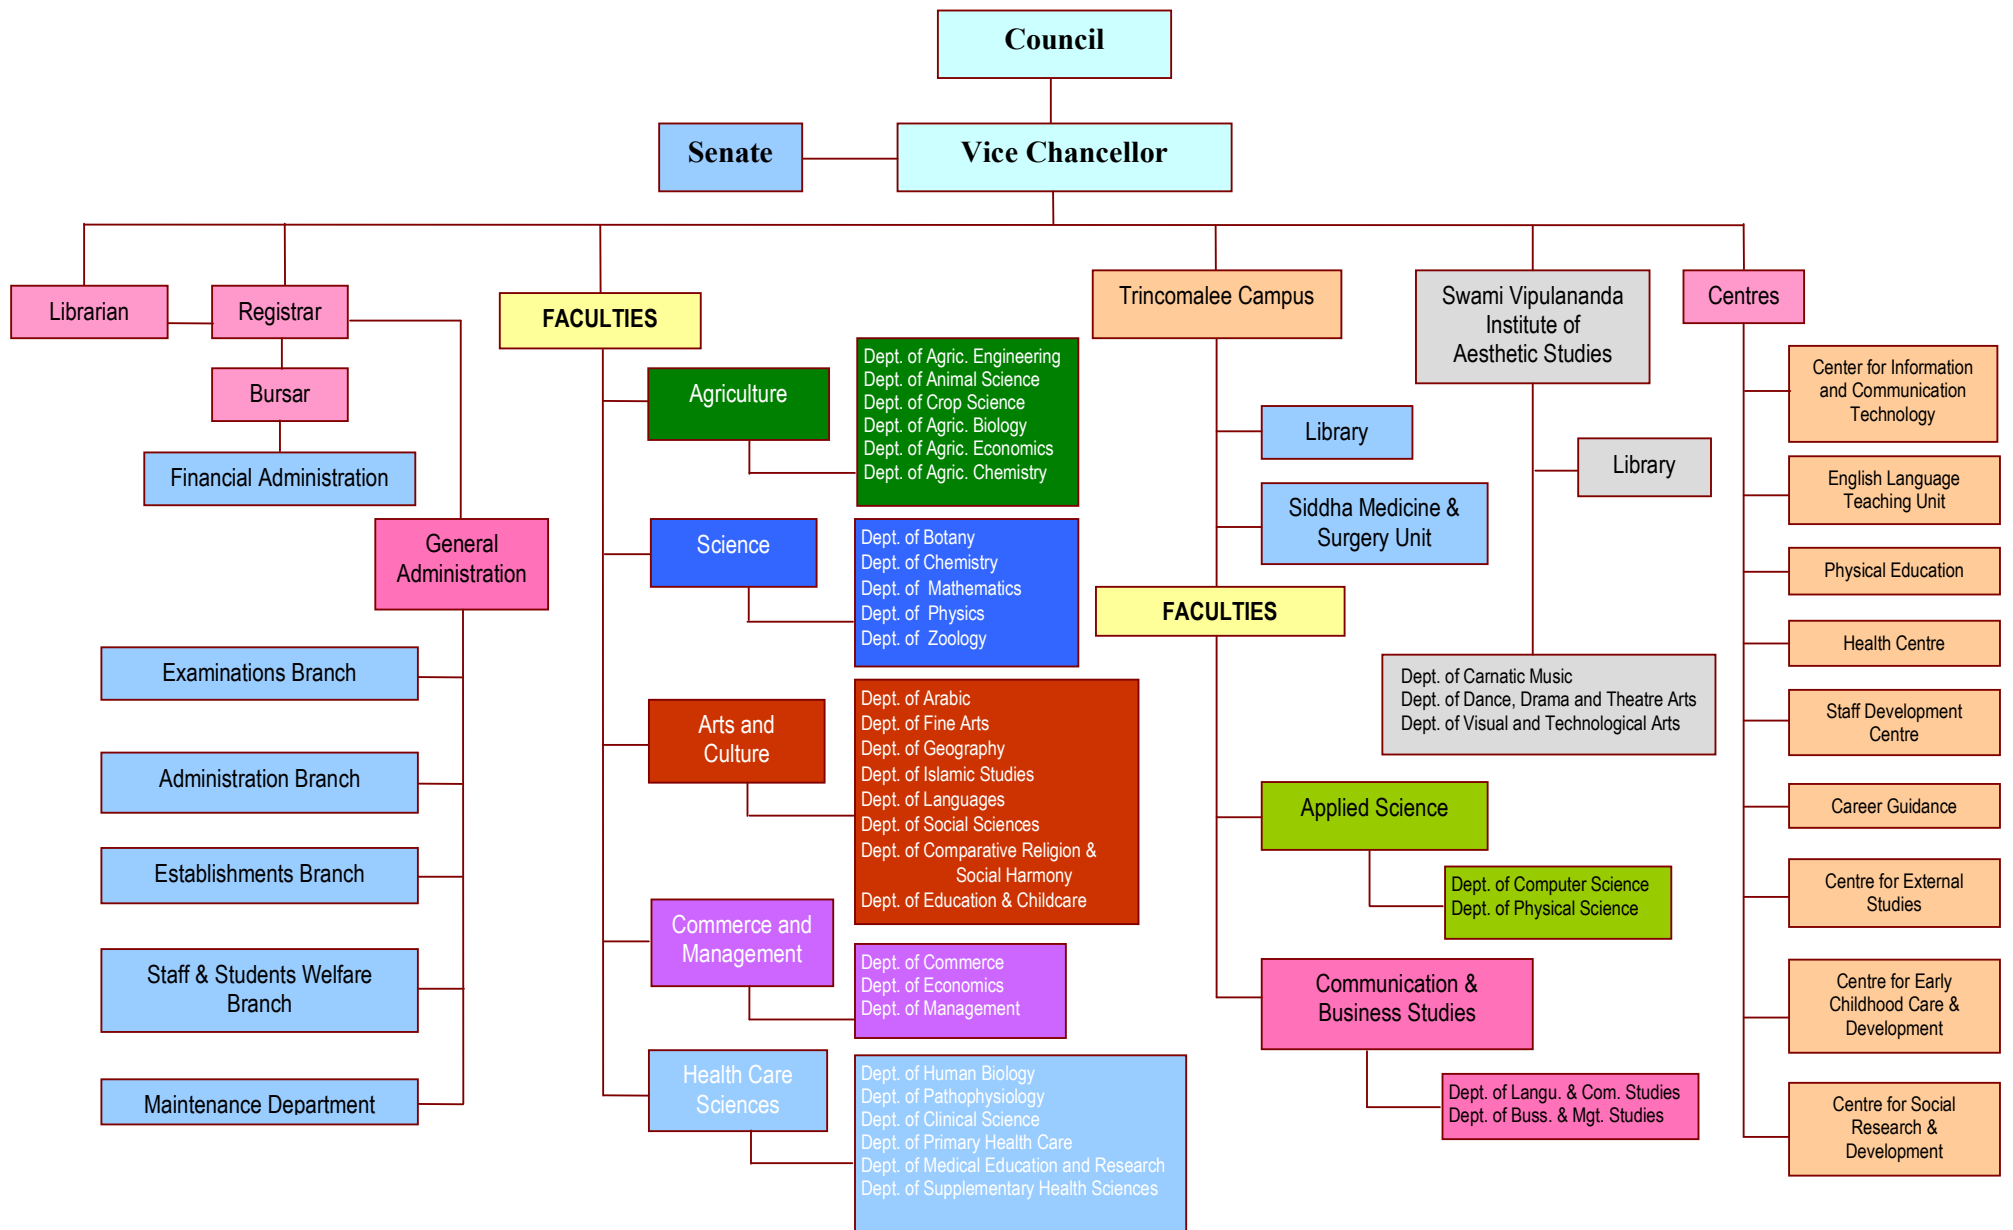 Council
Senate
Vice Chancellor
Librarian
Registrar
Bursar
Financial Administration
General
Administration
Examinations Branch
Administration Branch
Establishments Branch
Staff & Students Welfare
Branch
Maintenance Department
FACULTIES
Agriculture
Dept. of Agric. Engineering
Dept. of Animal Science
Dept. of Crop Science
Dept. of Agric. Biology
Dept. of Agric. Economics
Dept. of Agric. Chemistry
Science
Dept. of Botany
Dept. of Chemistry
Dept. of  Mathematics
Dept. of  Physics
Dept. of  Zoology
Arts and
Culture
Dept. of Arabic
Dept. of Fine Arts
Dept. of Geography
Dept. of Islamic Studies
Dept. of Languages
Dept. of Social Sciences
Dept. of Comparative Religion &
Social Harmony
Dept. of Education & Childcare
Commerce and
Management
Dept. of Commerce
Dept. of Economics
Dept. of Management
Health Care
Sciences
Dept. of Human Biology
Dept. of Pathophysiology
Dept. of Clinical Science
Dept. of Primary Health Care
Dept. of Medical Education and Research
Dept. of Supplementary Health Sciences
Trincomalee Campus
Library
Siddha Medicine &
Surgery Unit
FACULTIES
Applied Science
Dept. of Computer Science
Dept. of Physical Science
Communication &
Business Studies
Dept. of Langu. & Com. Studies
Dept. of Buss. & Mgt. Studies
Swami Vipulananda
Institute of
Aesthetic Studies
Library
Dept. of Carnatic Music
Dept. of Dance, Drama and Theatre Arts
Dept. of Visual and Technological Arts
Centres
Center for Information
and Communication
Technology
English Language
Teaching Unit
Physical Education
Health Centre
Staff Development
Centre
Career Guidance
Centre for External
Studies
Centre for Early
Childhood Care &
Development
Centre for Social
Research &
Development